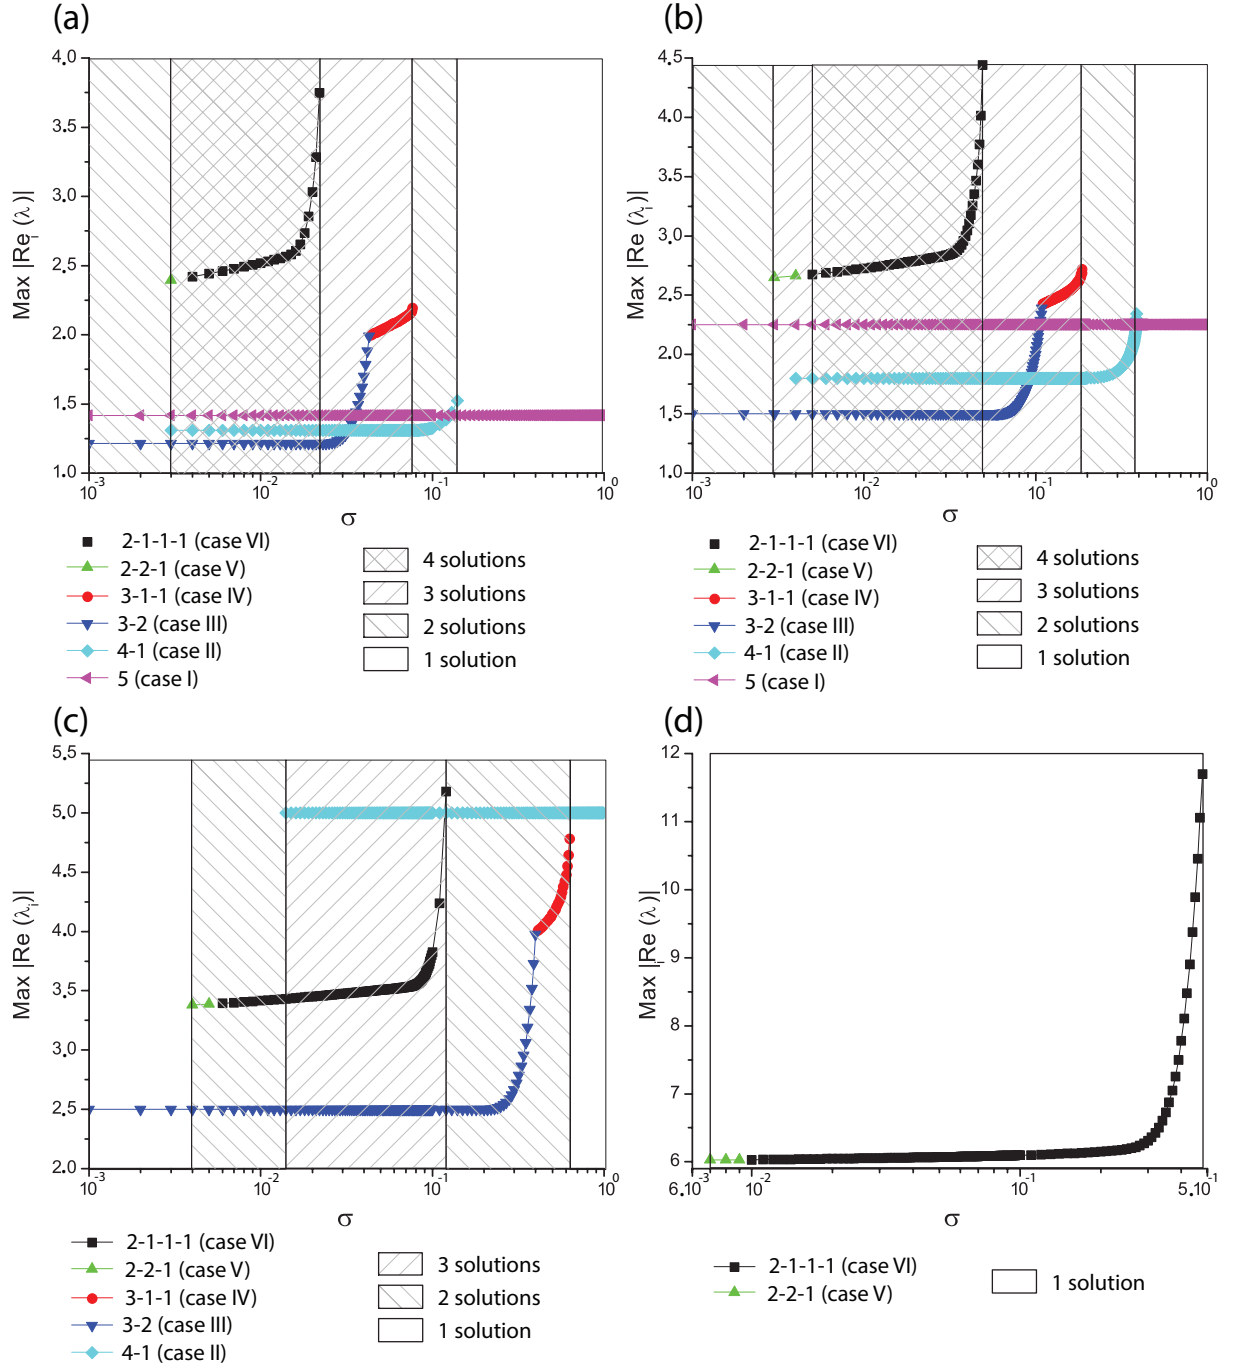 (a)
4.0
3.5
3.0
2.5
2.0
1.5
1.0
Max |Re_i (λ)|
10^-3
10^-2
10^-1
10^0
σ
2-1-1-1 (case VI)
2-2-1 (case V)
3-1-1 (case IV)
3-2 (case III)
4-1 (case II)
5 (case I)
4 solutions
3 solutions
2 solutions
1 solution
(b)
4.5
4.0
3.5
3.0
2.5
2.0
1.5
1.0
Max |Re (λ_i)|
10^-3
10^-2
10^-1
10^0
σ
2-1-1-1 (case VI)
2-2-1 (case V)
3-1-1 (case IV)
3-2 (case III)
4-1 (case II)
5 (case I)
4 solutions
3 solutions
2 solutions
1 solution
(c)
5.5
5.0
4.5
4.0
3.5
3.0
2.5
2.0
Max |Re (λ_i)|
10^-3
10^-2
10^-1
10^0
σ
2-1-1-1 (case VI)
2-2-1 (case V)
3-1-1 (case IV)
3-2 (case III)
4-1 (case II)
3 solutions
2 solutions
1 solution
(d)
12
11
10
9
8
7
6
Max |_i Re (λ)|
6.10^-3
10^-2
10^-1
5.10^-1
σ
2-1-1-1 (case VI)
2-2-1 (case V)
1 solution